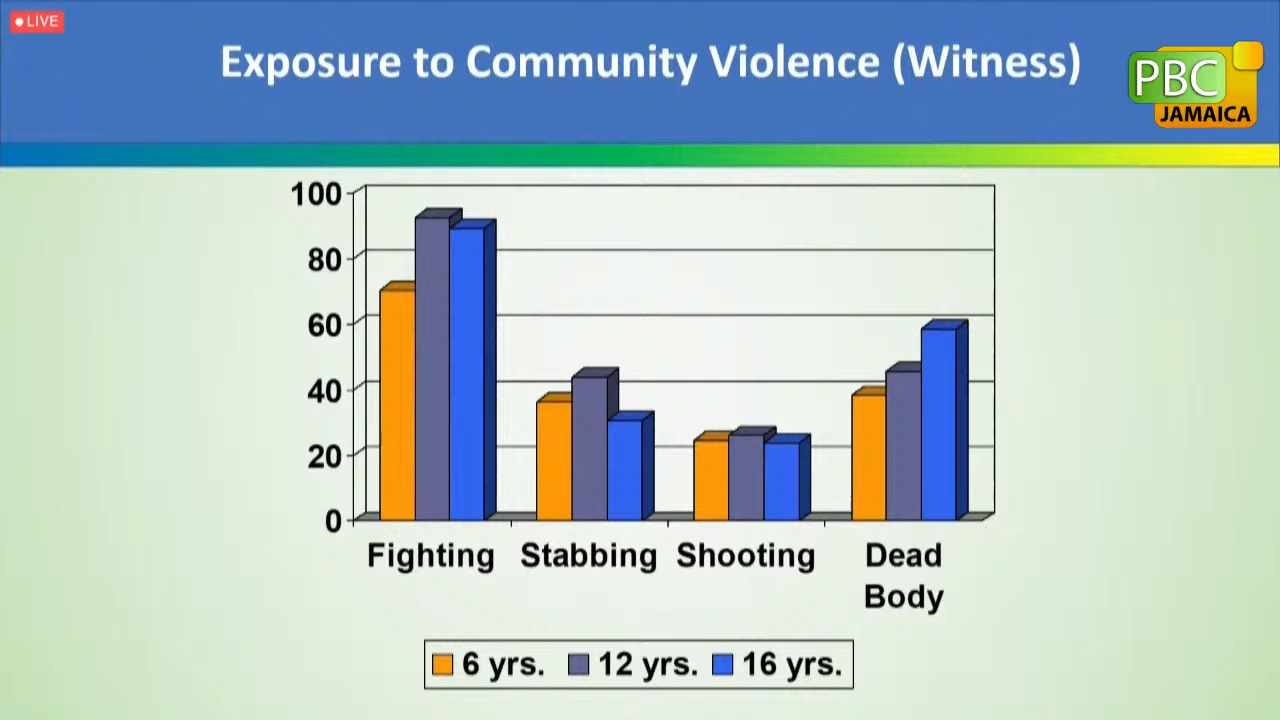 LIVE
Exposure to Community Violence (Witness)
PBC
JAMAICA
100
80
60
40
20
0
Fighting Stabbing Shooting Dead
Body
6 yrs. 12 yrs. 16 yrs.